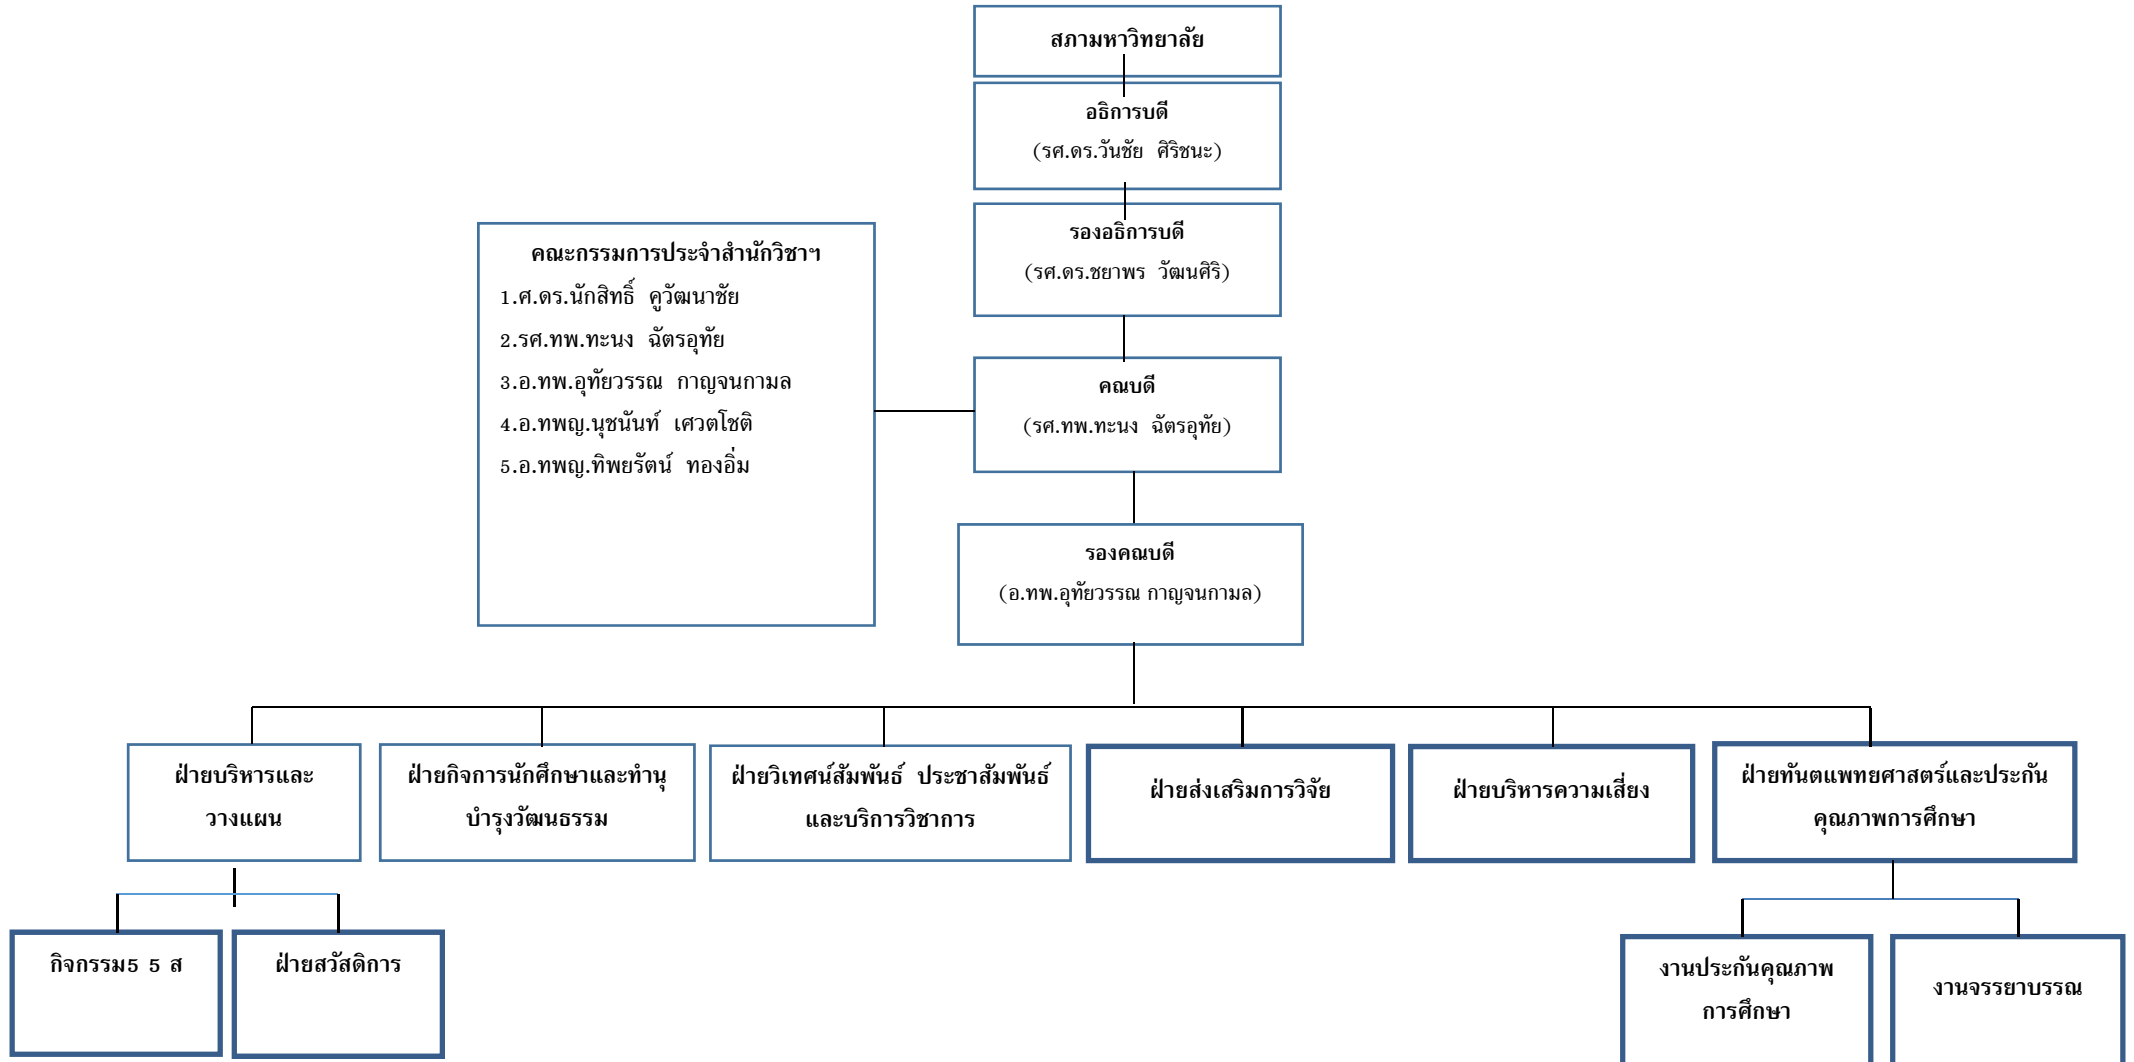 สภามหาวิทยาลัย
อธิการบดี
(รศ.ดร.วันชัย ศิริชนะ)
รองอธิการบดี
(รศ.ดร.ชยาพร วัฒนศิริ)
คณะกรรมการประจำสำนักวิชาฯ
1.ศ.ดร.นักสิทธิ์ คูวัฒนาชัย
2.รศ.ทพ.ทะนง ฉัตรอุทัย
3.อ.ทพ.อุทัยวรรณ กาญจนกามล
4.อ.ทพญ.นุชนันท์ เศวตโชติ
5.อ.ทพญ.ทิพยรัตน์ ทองอิ่ม
คณบดี
(รศ.ทพ.ทะนง ฉัตรอุทัย)
รองคณบดี
(อ.ทพ.อุทัยวรรณ กาญจนกามล)
ฝ่ายบริหารและ
วางแผน
ฝ่ายกิจการนักศึกษาและทำนุ
บำรุงวัฒนธรรม
ฝ่ายวิเทศน์สัมพันธ์ ประชาสัมพันธ์
และบริการวิชาการ
ฝ่ายส่งเสริมการวิจัย
ฝ่ายบริหารความเสี่ยง
ฝ่ายทันตแพทยศาสตร์และประกัน
คุณภาพการศึกษา
กิจกรรม5 5 ส
ฝ่ายสวัสดิการ
งานประกันคุณภาพ
การศึกษา
งานจรรยาบรรณ